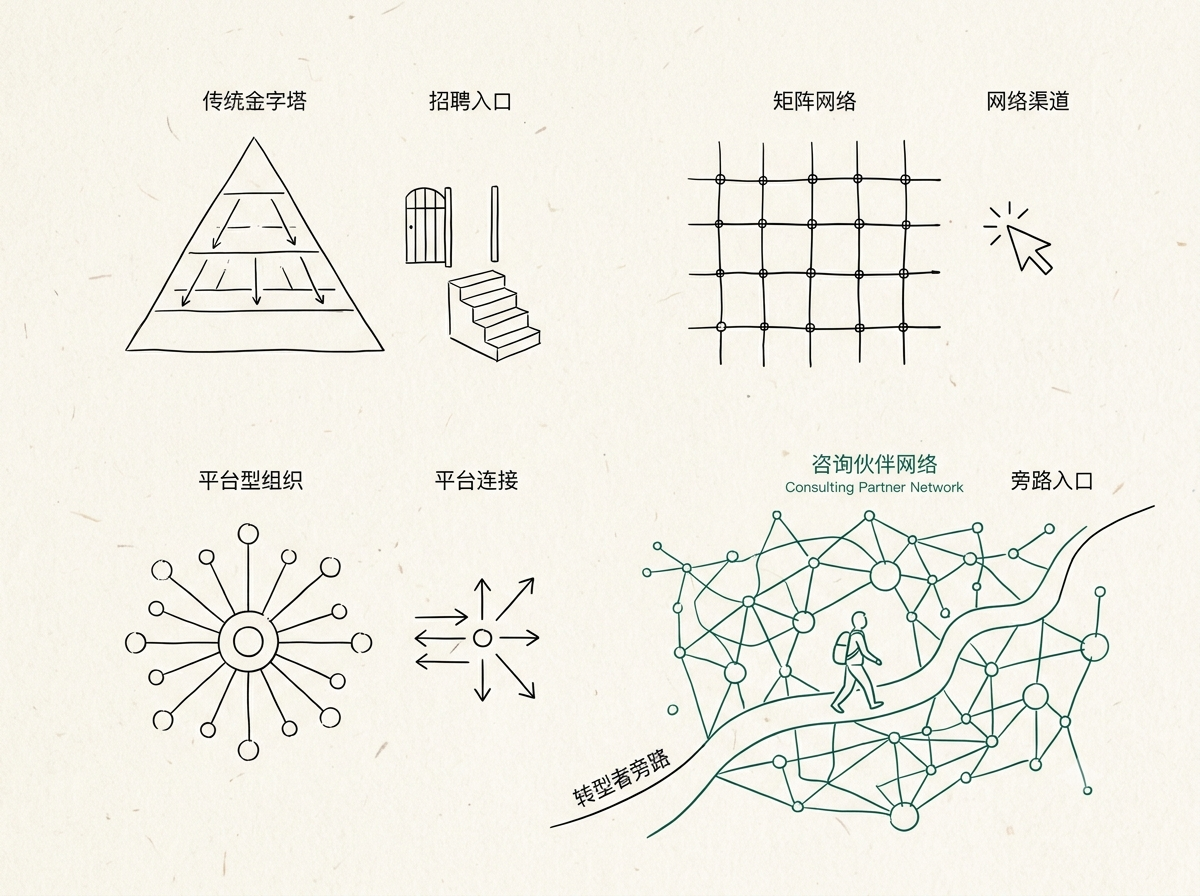 传统金字塔
招聘入口
矩阵网络
网络渠道
平台型组织
平台连接
咨询伙伴网络
Consulting Partner Network
旁路入口
转型者旁路